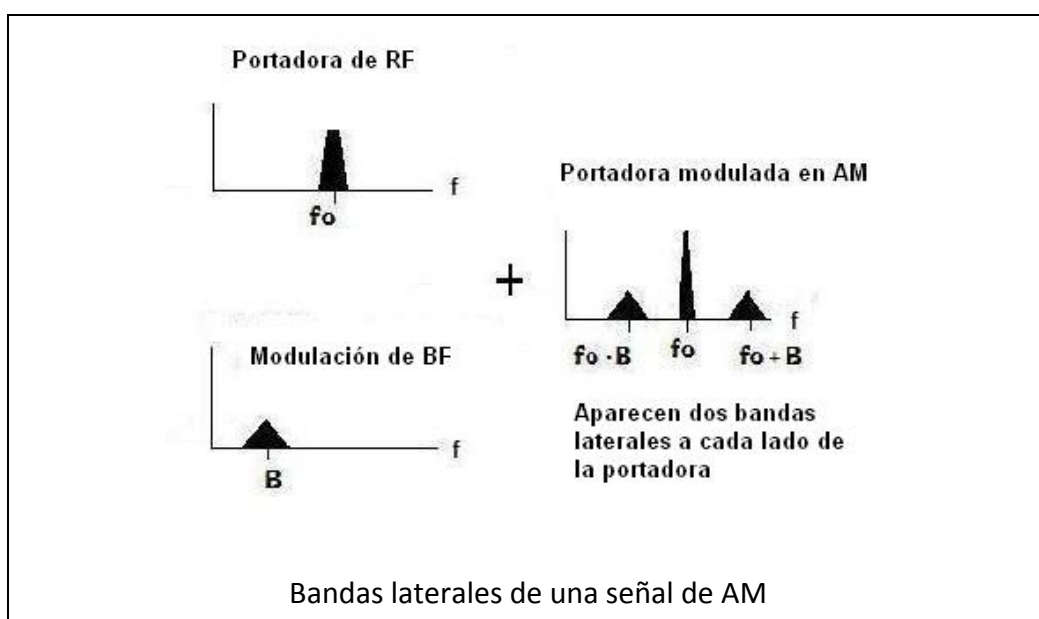 Portadora de RF
f
fo
Modulación de BF
f
B
+
Portadora modulada en AM
f
fo - B
fo
fo + B
Aparecen dos bandas
laterales a cada lado de
la portadora
Bandas laterales de una señal de AM